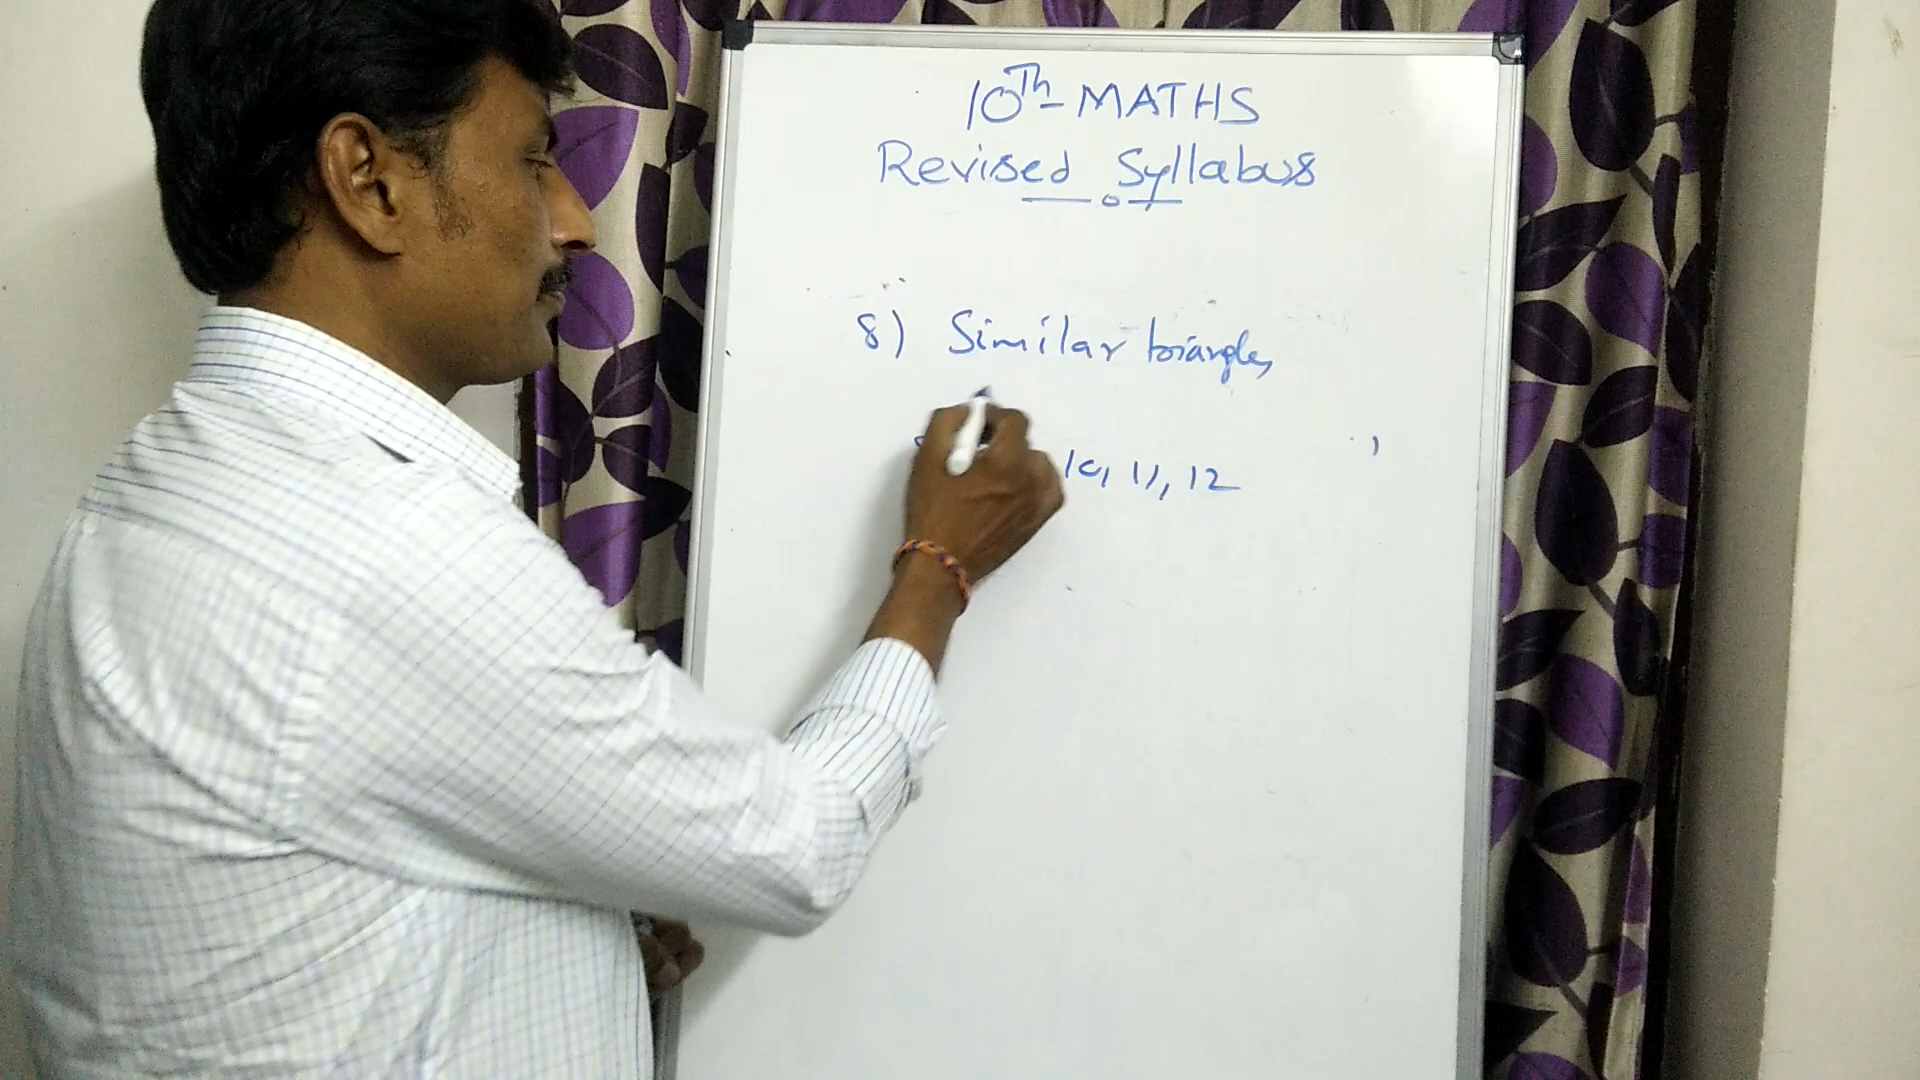 10Th - MATHS
Revised Syllabus
8) Similar triangles
10, 11, 12